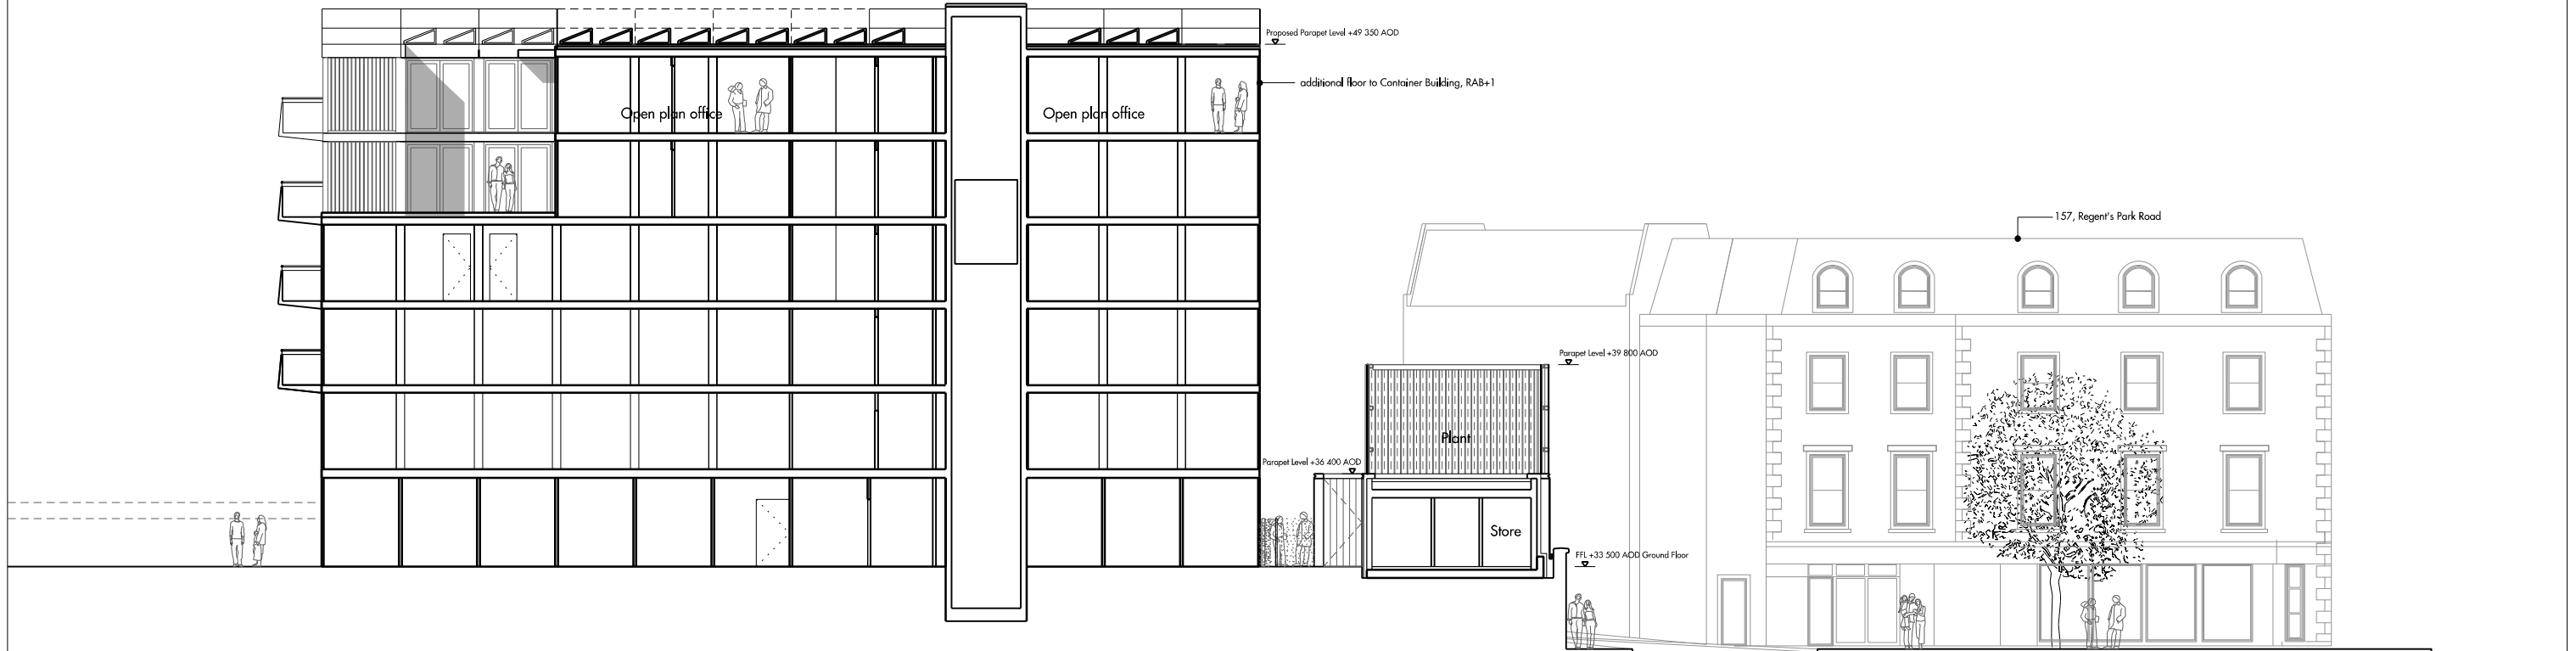 Proposed Parapet Level +49 350 AOD
additional floor to Container Building, RAB+1
Open plan office
Open plan office
157, Regent's Park Road
Parapet Level +39 800 AOD
Plant
Parapet Level +36 400 AOD
Store
FFL +33 500 AOD Ground Floor